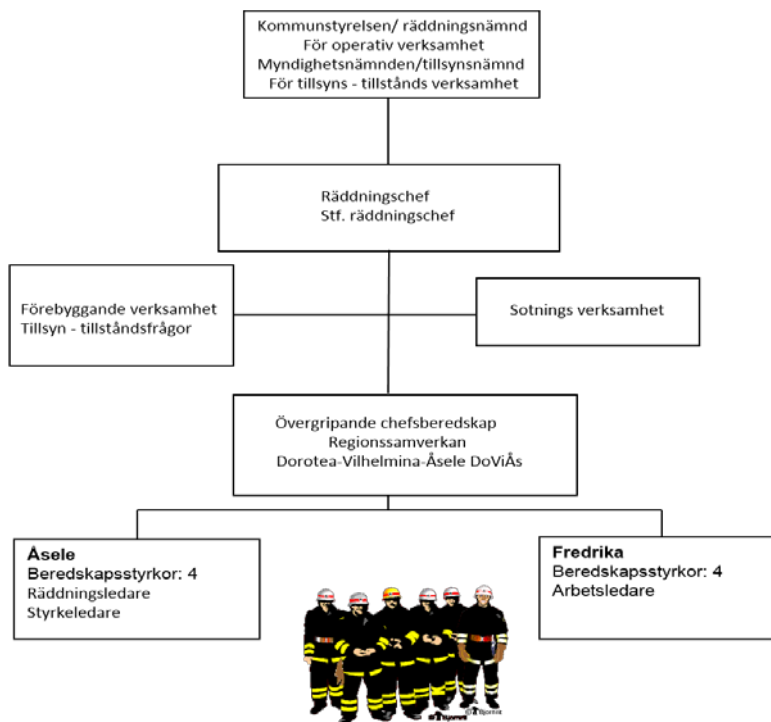 Kommunstyrelsen/ räddningsnämnd
För operativ verksamhet
Myndighetsnämnden/tillsynsnämnd
För tillsyns - tillstånds verksamhet
Räddningschef
Stf. räddningschef
Förebyggande verksamhet
Tillsyn - tillståndsfrågor
Sotnings verksamhet
Övergripande chefsberedskap
Regionssamverkan
Dorotea-Vilhelmina-Åsele DoViÅs
Åsele
Beredskapsstyrkor: 4
Räddningsledare
Styrkeledare
Fredrika
Beredskapsstyrkor: 4
Arbetsledare